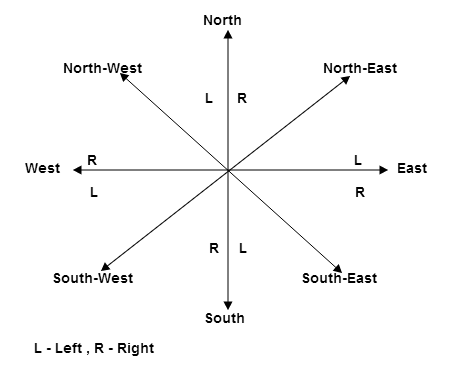 North
North-West
North-East
L R
R
L
West
East
L
R
R L
South-West
South-East
South
L - Left , R - Right